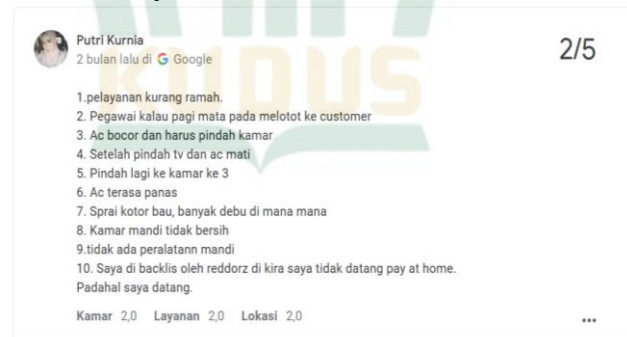 Putri Kurnia
2 bulan lalu di G Google
2/5
1.pelayanan kurang ramah.
2. Pegawai kalau pagi mata pada melotot ke customer
3. Ac bocor dan harus pindah kamar
4. Setelah pindah tv dan ac mati
5. Pindah lagi ke kamar ke 3
6. Ac terasa panas
7. Sprai kotor bau, banyak debu di mana mana
8. Kamar mandi tidak bersih
9.tidak ada peralatann mandi
10. Saya di backlis oleh reddorz di kira saya tidak datang pay at home.
Padahal saya datang.
Kamar 2,0 Layanan 2,0 Lokasi 2,0
KUDUS